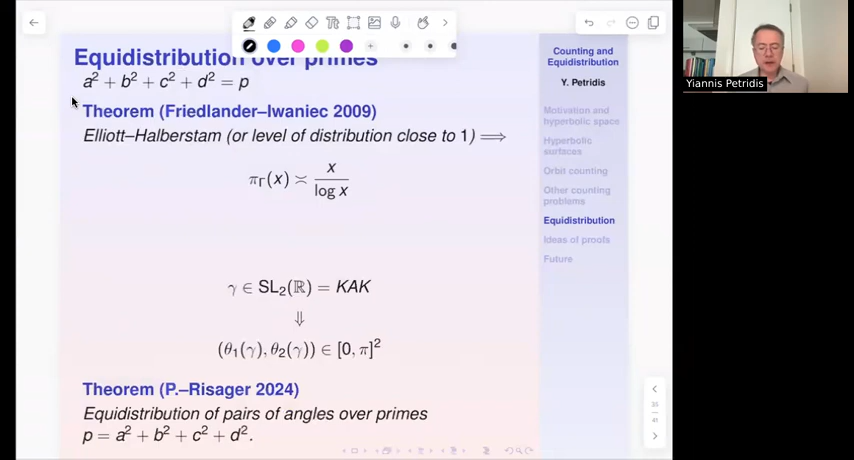 Equidistribution over primes
a² + b² + c² + d² = p
Theorem (Friedlander–Iwaniec 2009)
Elliott–Halberstam (or level of distribution close to 1) ⟹
π_Γ(x) ≍ x / log x
γ ∈ SL₂(ℝ) = KAK
⇓
(θ₁(γ), θ₂(γ)) ∈ [0, π]²
Theorem (P.–Risager 2024)
Equidistribution of pairs of angles over primes
p = a² + b² + c² + d².
Counting and
Equidistribution
Y. Petridis
Motivation and
hyperbolic space
Hyperbolic
surfaces
Orbit counting
Other counting
problems
Equidistribution
Ideas of proofs
Future
35
41
Yiannis Petridis